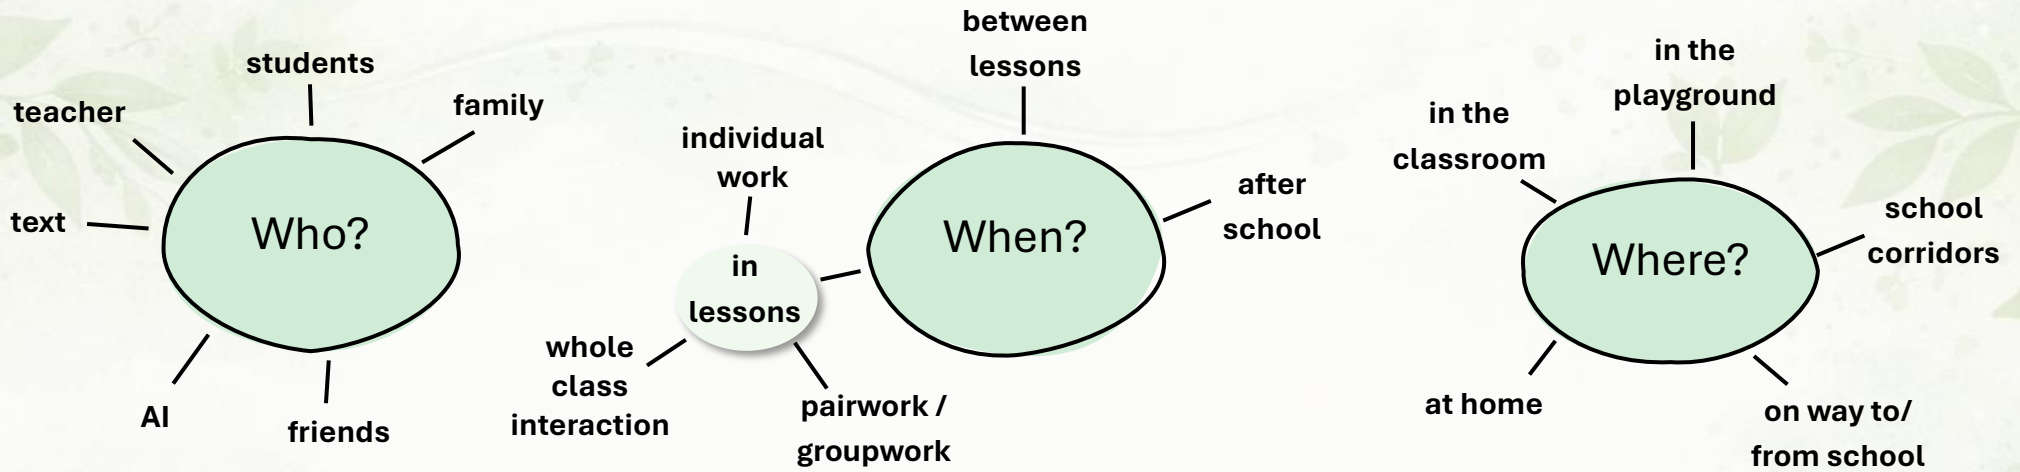 students
teacher
family
text
Who?
AI
friends
between
lessons
individual
work
When?
after
school
in
lessons
whole
class
interaction
pairwork /
groupwork
in the
playground
in the
classroom
Where?
school
corridors
at home
on way to/
from school